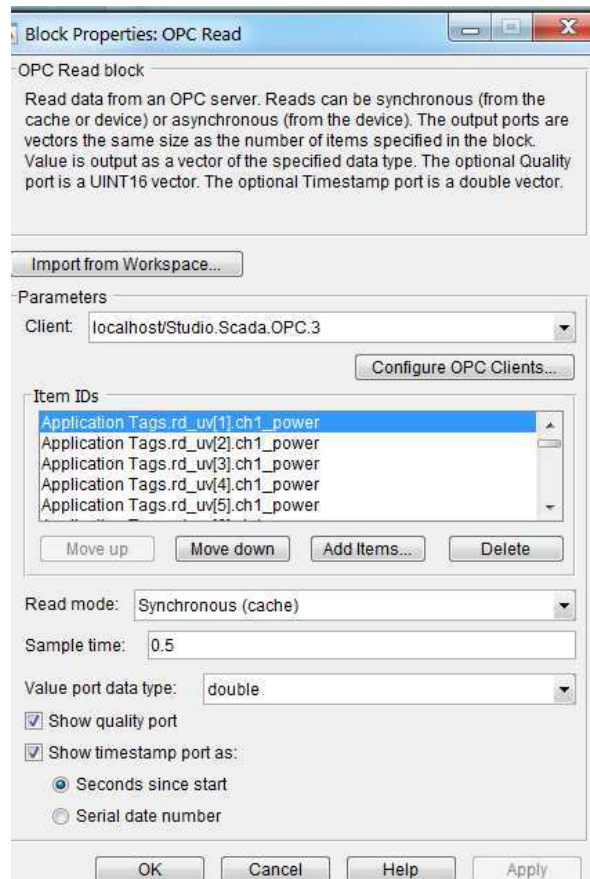 Block Properties: OPC Read
OPC Read block
Read data from an OPC server. Reads can be synchronous (from the
cache or device) or asynchronous (from the device). The output ports are
vectors the same size as the number of items specified in the block.
Value is output as a vector of the specified data type. The optional Quality
port is a UINT16 vector. The optional Timestamp port is a double vector.
Import from Workspace...
Parameters
Client: localhost/Studio.Scada.OPC.3
Configure OPC Clients...
Item IDs
Application Tags.rd_uv[1].ch1_power
Application Tags.rd_uv[2].ch1_power
Application Tags.rd_uv[3].ch1_power
Application Tags.rd_uv[4].ch1_power
Application Tags.rd_uv[5].ch1_power
Move up Move down Add Items... Delete
Read mode: Synchronous (cache)
Sample time: 0.5
Value port data type: double
Show quality port
Show timestamp port as:
Seconds since start
Serial date number
OK Cancel Help Apply